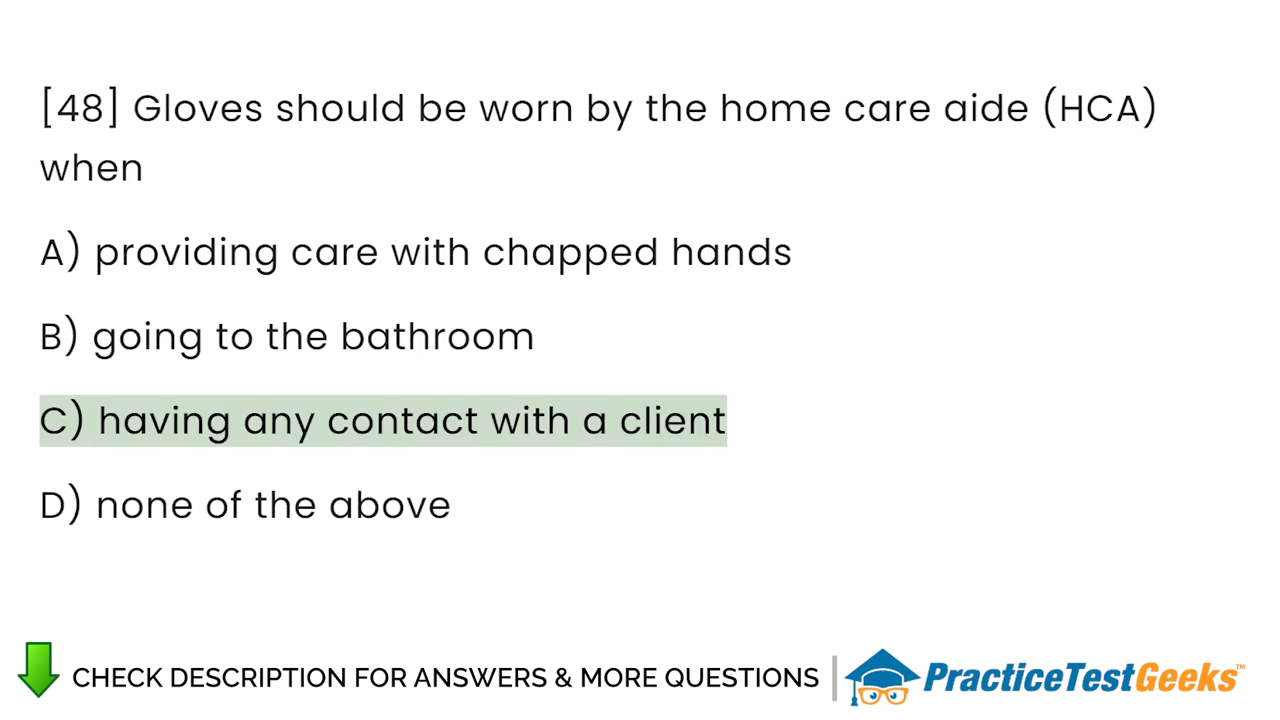 [48] Gloves should be worn by the home care aide (HCA)
when
A) providing care with chapped hands
B) going to the bathroom
C) having any contact with a client
D) none of the above
CHECK DESCRIPTION FOR ANSWERS & MORE QUESTIONS
PracticeTestGeeks™